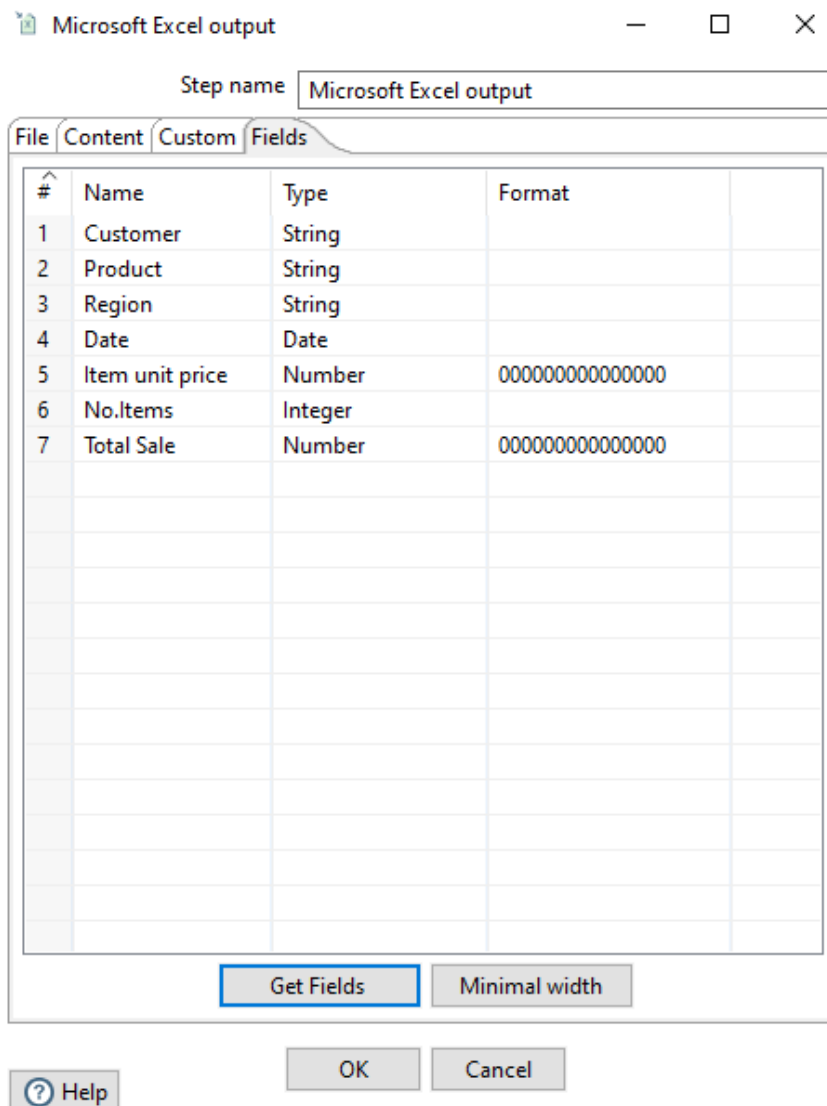 Microsoft Excel output
Step name Microsoft Excel output
File Content Custom Fields
# Name Type Format
1 Customer String
2 Product String
3 Region String
4 Date Date
5 Item unit price Number 000000000000000
6 No.Items Integer
7 Total Sale Number 000000000000000
Get Fields Minimal width
OK Cancel
? Help